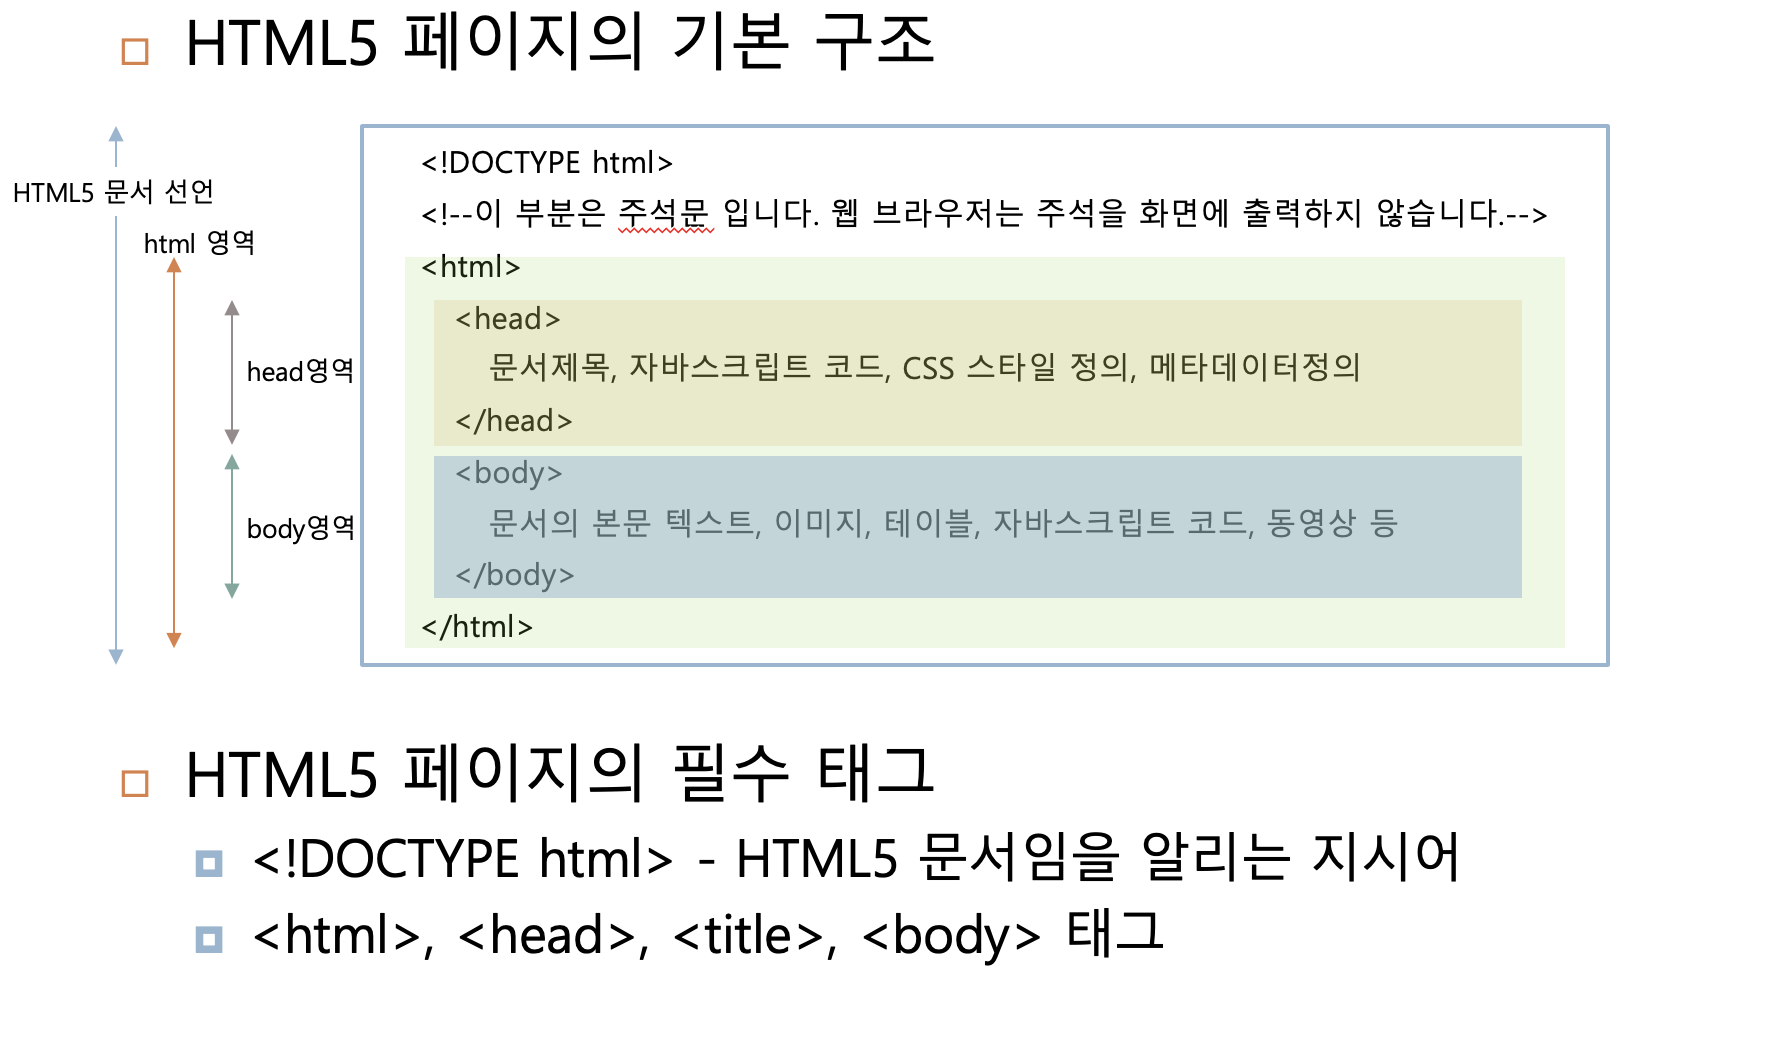 HTML5 페이지의 기본 구조
HTML5 문서 선언
html 영역
head영역
body영역
<!DOCTYPE html>
<!--이 부분은 주석문 입니다. 웹 브라우저는 주석을 화면에 출력하지 않습니다.-->
<html>
<head>
문서제목, 자바스크립트 코드, CSS 스타일 정의, 메타데이터정의
</head>
<body>
문서의 본문 텍스트, 이미지, 테이블, 자바스크립트 코드, 동영상 등
</body>
</html>
HTML5 페이지의 필수 태그
<!DOCTYPE html> - HTML5 문서임을 알리는 지시어
<html>, <head>, <title>, <body> 태그